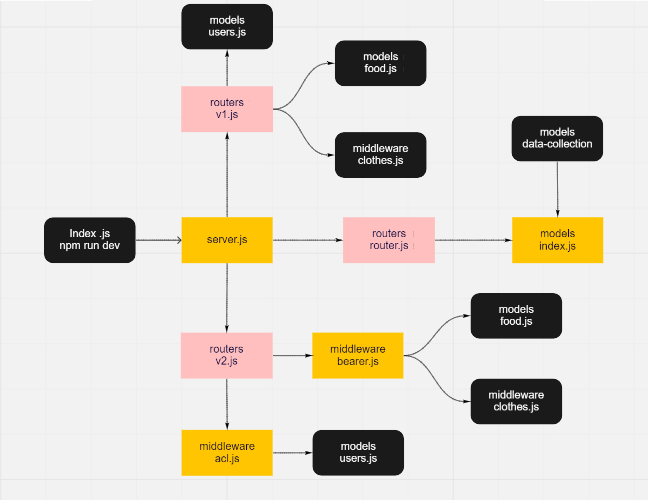 models
users.js
models
food.js
routers
v1.js
models
data-collection
middleware
clothes.js
Index .js
npm run dev
server.js
routers
router.js
models
index.js
models
food.js
routers
v2.js
middleware
bearer.js
middleware
clothes.js
middleware
acl.js
models
users.js